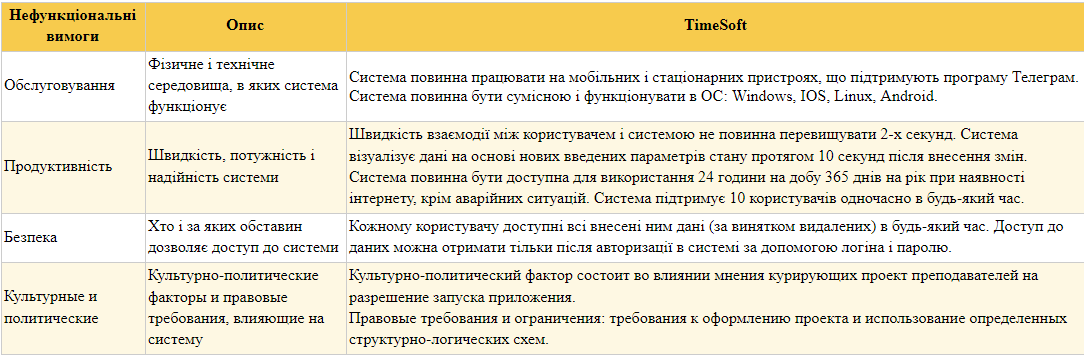 Нефункціональні
вимоги
Опис
TimeSoft
Обслуговування
Фізичне і технічне
середовища, в яких система
функціонує
Система повинна працювати на мобільних і стаціонарних пристроях, що підтримують програму Телеграм.
Система повинна бути сумісною і функціонувати в ОС: Windows, IOS, Linux, Android.
Продуктивність
Швидкість, потужність і
надійність системи
Швидкість взаємодії між користувачем і системою не повинна перевишувати 2-х секунд. Система
візуалізує дані на основі нових введених параметрів стану протягом 10 секунд після внесення змін.
Система повинна бути доступна для використання 24 години на добу 365 днів на рік при наявності
інтернету, крім аварійних ситуацій. Система підтримує 10 користувачів одночасно в будь-який час.
Безпека
Хто і за яких обставин
дозволяє доступ до системи
Кожному користувачу доступні всі внесені ним дані (за винятком видалених) в будь-який час. Доступ до
даних можна отримати тільки після авторизації в системі за допомогою логіна і паролю.
Культурные и
политические
Культурно-политические
факторы и правовые
требования, влияющие на
систему
Культурно-политический фактор состоит во влиянии мнения курирующих проект преподавателей на
разрешение запуска приложения.
Правовые требования и ограничения: требования к оформлению проекта и использование определенных
структурно-логических схем.